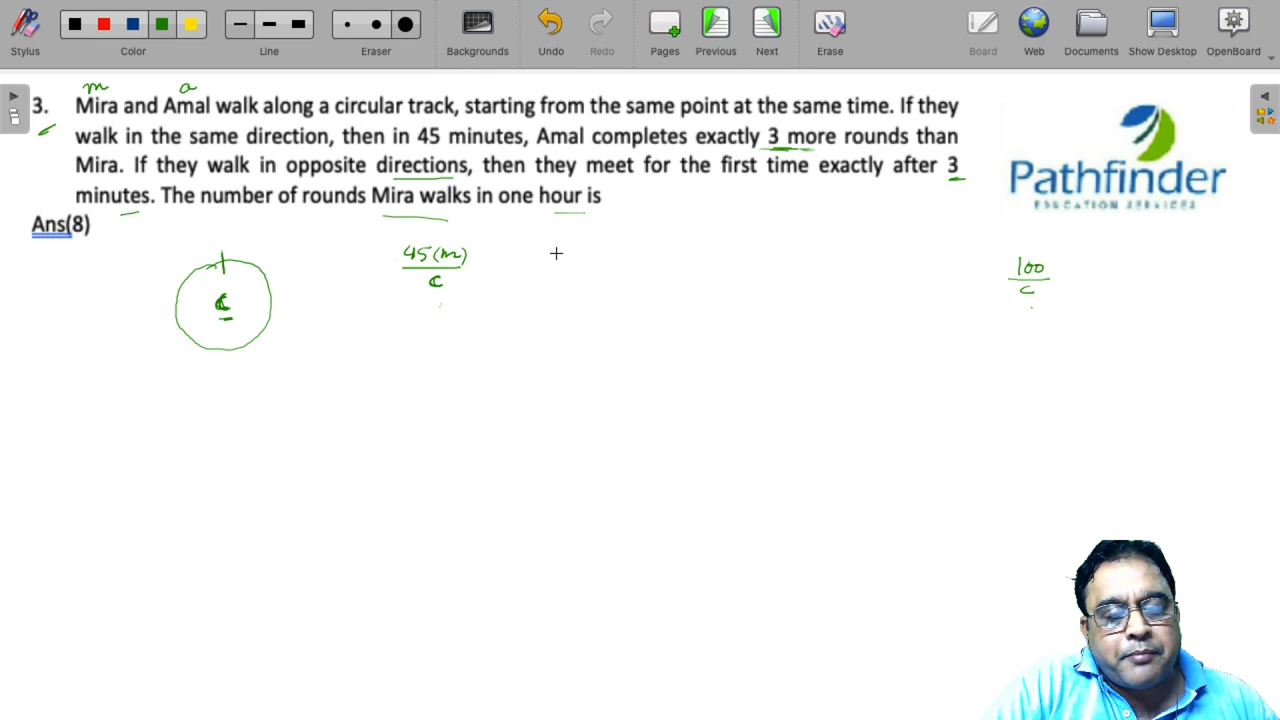 Stylus Color Line Eraser Backgrounds Undo Redo Pages Previous Next Erase Board Web Documents Show Desktop OpenBoard
m a
3. Mira and Amal walk along a circular track, starting from the same point at the same time. If they
walk in the same direction, then in 45 minutes, Amal completes exactly 3 more rounds than
Mira. If they walk in opposite directions, then they meet for the first time exactly after 3
minutes. The number of rounds Mira walks in one hour is
Ans(8)
Pathfinder
EDUCATION SERVICES
45(m)
c
c
100
c